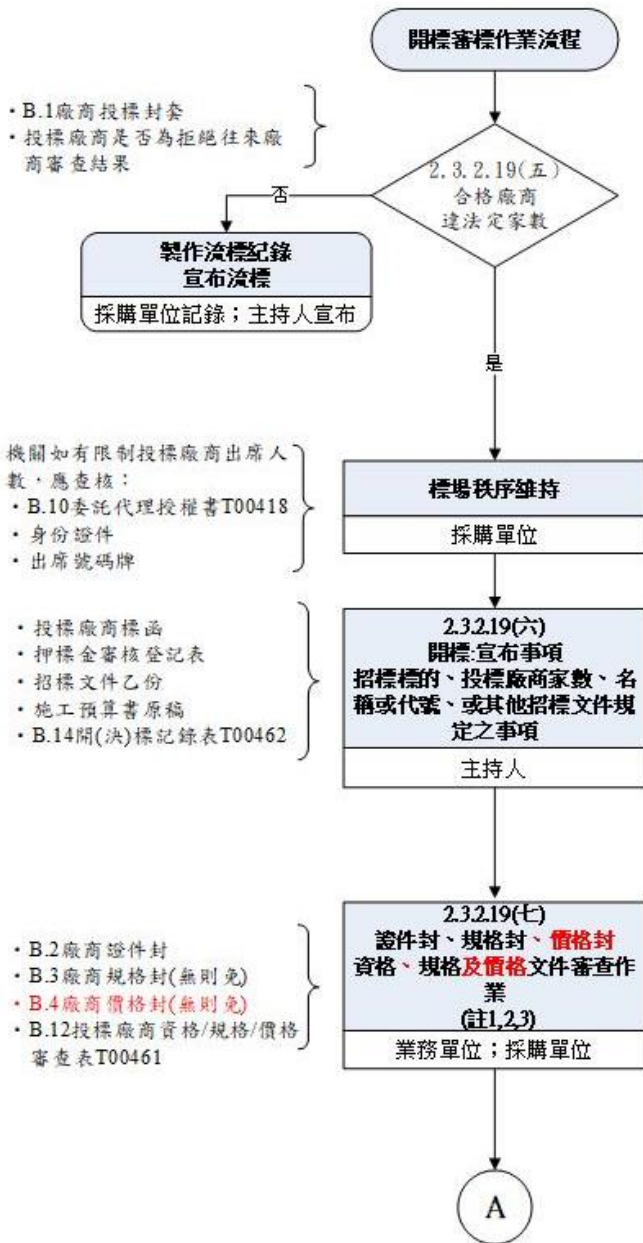 開標審標作業流程
・B.1廠商投標封套
・投標廠商是否為拒絕往來廠
商審查結果
2.3.2.19(五)
合格廠商
違法定家數
否
製作流標紀錄
宣布流標
採購單位記錄；主持人宣布
是
機關如有限制投標廠商出席人
數，應查核：
・B.10委託代理授權書T00418
・身份證件
・出席號碼牌
標場秩序維持
採購單位
・投標廠商標函
・押標金審核登記表
・招標文件乙份
・施工預算書原稿
・B.14開(決)標記錄表T00462
2.3.2.19(六)
開標:宣布事項
招標標的、投標廠商家數、名
稱或代號、或其他招標文件規
定之事項
主持人
・B.2廠商證件封
・B.3廠商規格封(無則免)
・B.4廠商價格封(無則免)
・B.12投標廠商資格/規格/價格
審查表T00461
2.3.2.19(七)
證件封、規格封、價格封
資格、規格及價格文件審查作
業
(註1,2,3)
業務單位；採購單位
A